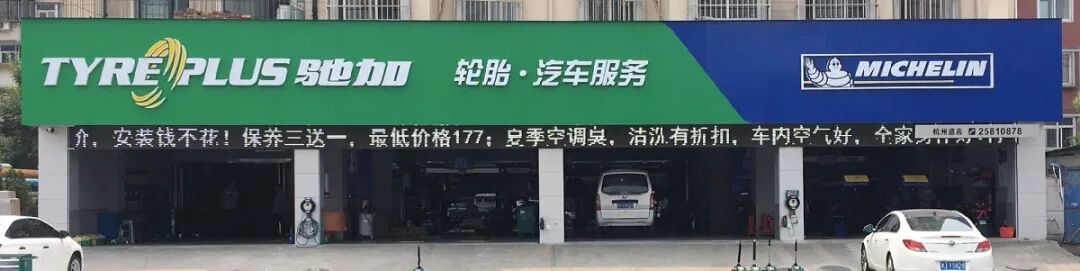 TYREPLUS 驰加
轮胎·汽车服务
MICHELIN
介，安装钱不花！保养三送一，最低价格177；夏季空调臭，清洗有折扣，车内空气好，全家
杭州道店 25810878